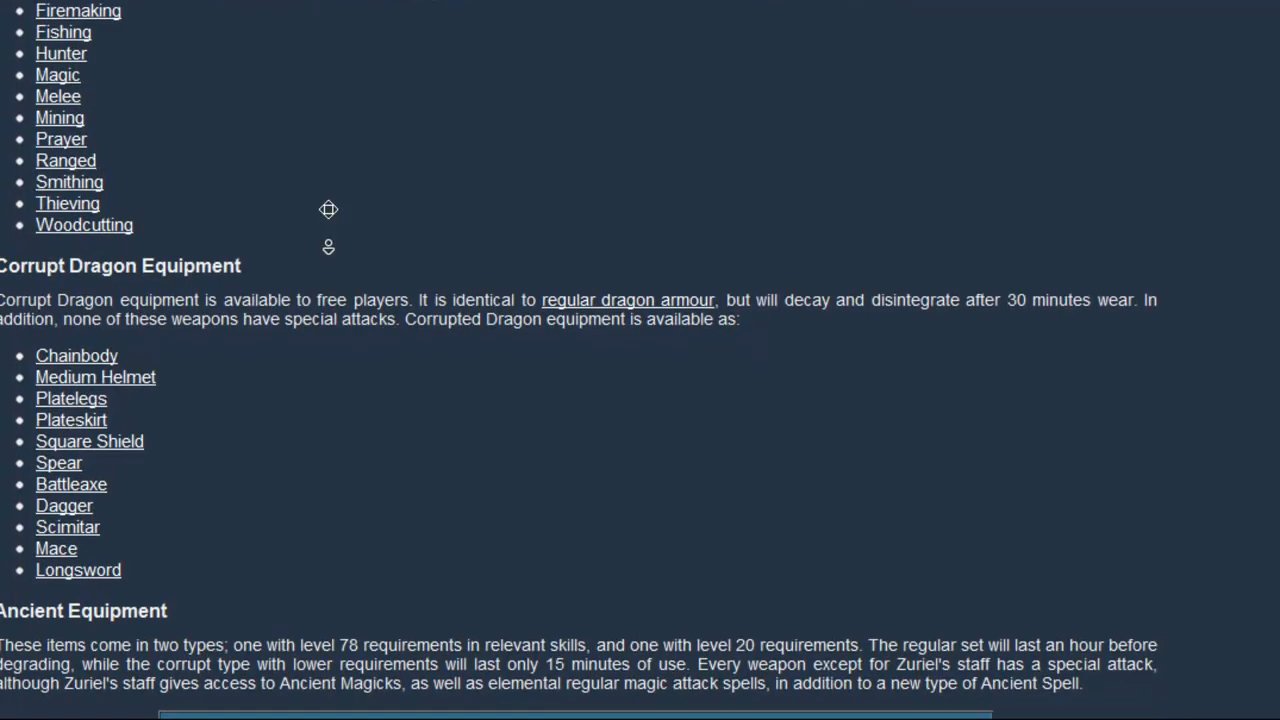 Firemaking
Fishing
Hunter
Magic
Melee
Mining
Prayer
Ranged
Smithing
Thieving
Woodcutting
Corrupt Dragon Equipment
Corrupt Dragon equipment is available to free players. It is identical to regular dragon armour, but will decay and disintegrate after 30 minutes wear. In
addition, none of these weapons have special attacks. Corrupted Dragon equipment is available as:
Chainbody
Medium Helmet
Platelegs
Plateskirt
Square Shield
Spear
Battleaxe
Dagger
Scimitar
Mace
Longsword
Ancient Equipment
These items come in two types; one with level 78 requirements in relevant skills, and one with level 20 requirements. The regular set will last an hour before
degrading, while the corrupt type with lower requirements will last only 15 minutes of use. Every weapon except for Zuriel's staff has a special attack,
although Zuriel's staff gives access to Ancient Magicks, as well as elemental regular magic attack spells, in addition to a new type of Ancient Spell.